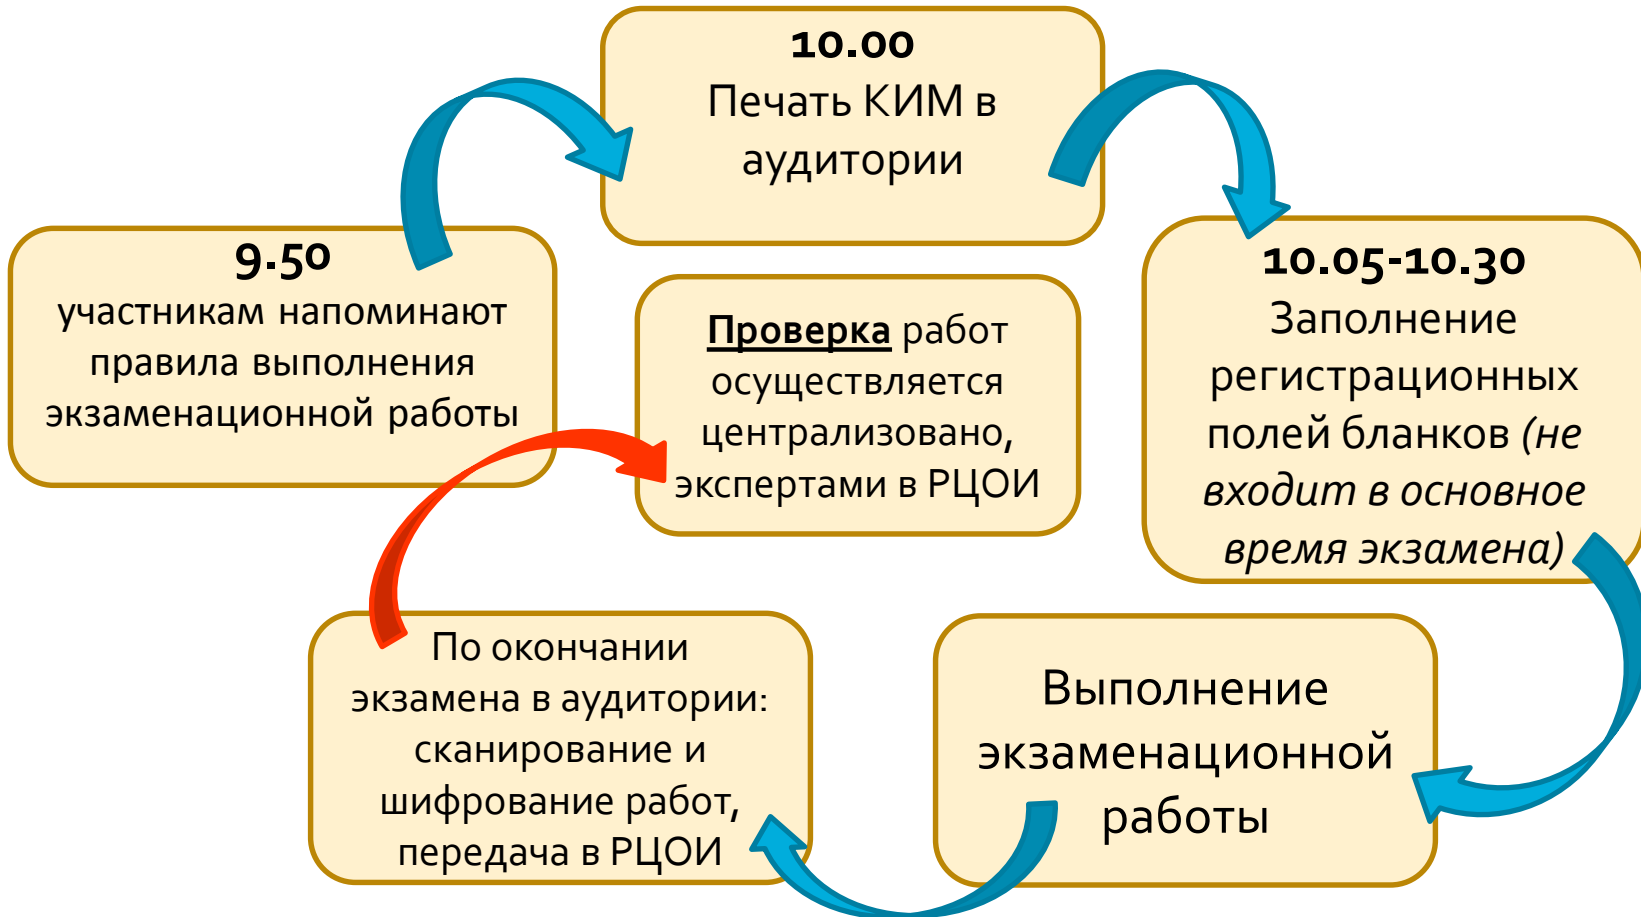 9.50
участникам напоминают
правила выполнения
экзаменационной работы
10.00
Печать КИМ в
аудитории
10.05-10.30
Заполнение
регистрационных
полей бланков (не
входит в основное
время экзамена)
Выполнение
экзаменационной
работы
По окончании
экзамена в аудитории:
сканирование и
шифрование работ,
передача в РЦОИ
Проверка работ
осуществляется
централизовано,
экспертами в РЦОИ